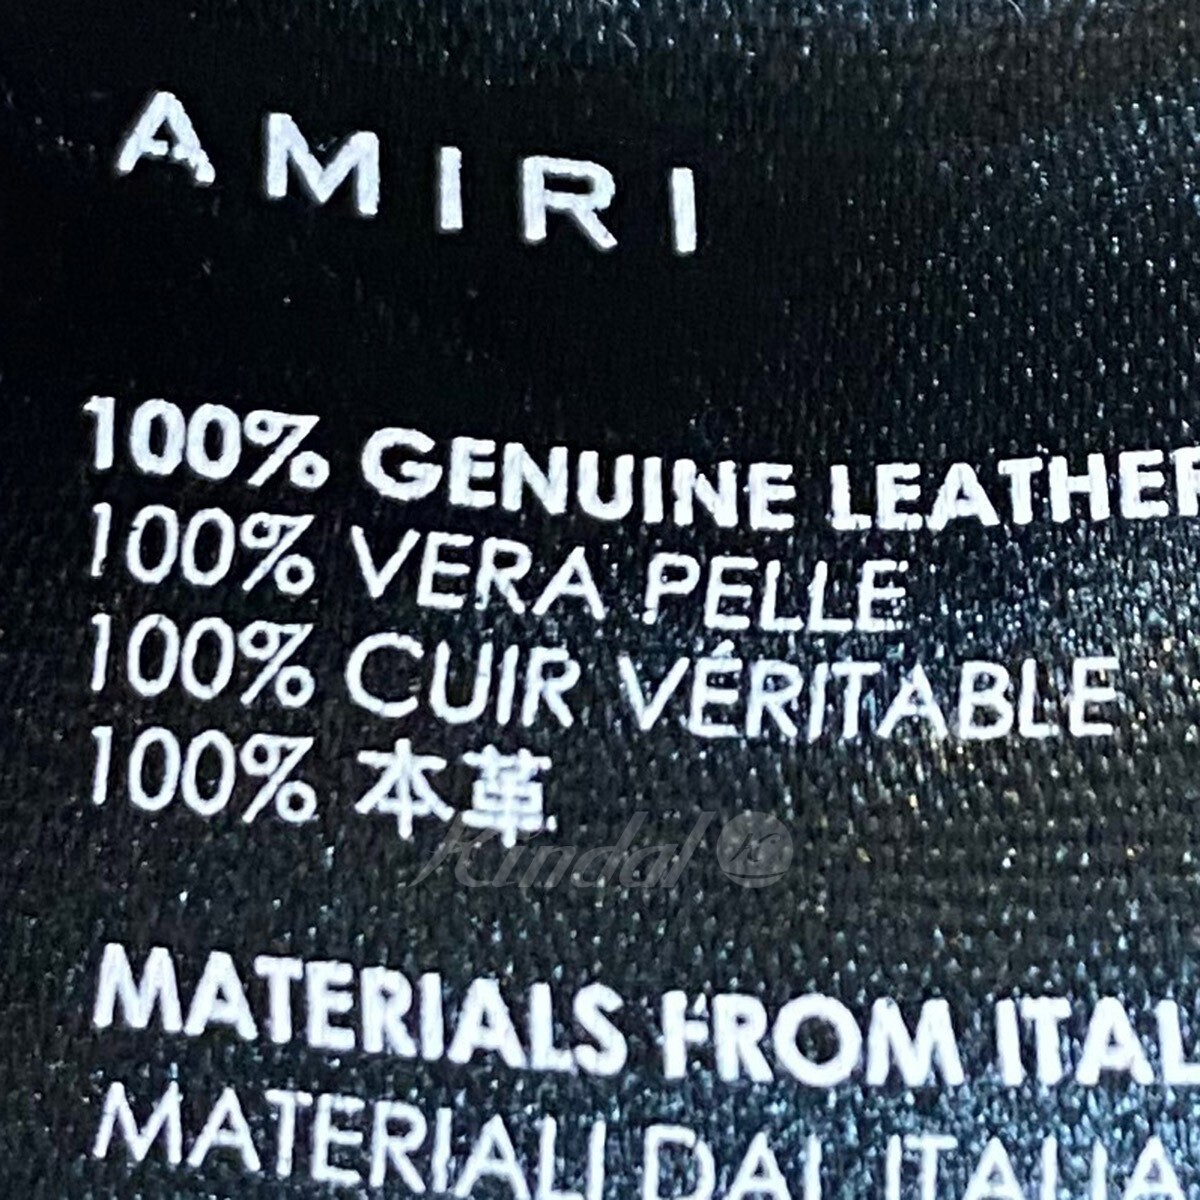 AMIRI
100% GENUINE LEATHER
100% VERA PELLE
100% CUIR VÉRITABLE
100% 本革
Kindal
MATERIALS FROM ITAL
MATERIALI DAL ITALIA